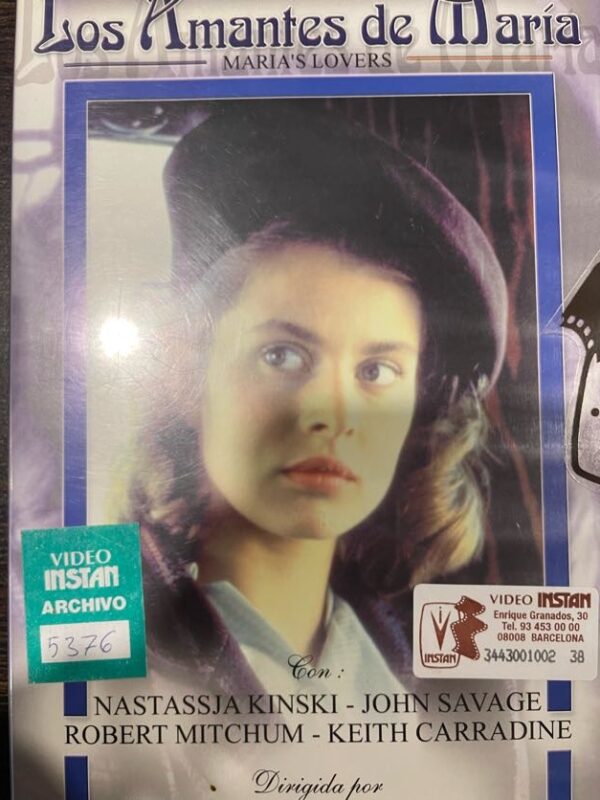 Los Amantes de María
MARIA'S LOVERS
VIDEO
INSTAN
ARCHIVO
5376
VIDEO INSTAN
Enrique Granados, 30
Tel. 93 453 00 00
08008 BARCELONA
INSTAN
3443001002 38
Con :
NASTASSJA KINSKI - JOHN SAVAGE
ROBERT MITCHUM - KEITH CARRADINE
Dirigida por